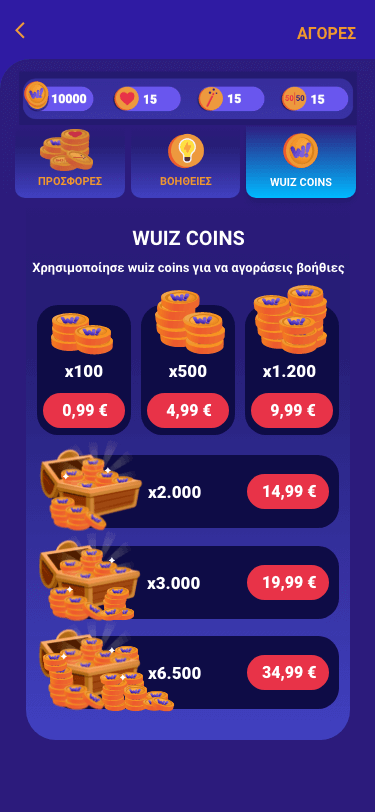 ΑΓΟΡΕΣ
10000 15 15 50 50 15
ΠΡΟΣΦΟΡΕΣ ΒΟΗΘΕΙΕΣ WUIZ COINS
WUIZ COINS
Χρησιμοποίησε wuiz coins για να αγοράσεις βοήθιες
x100 x500 x1.200
0,99 € 4,99 € 9,99 €
x2.000 14,99 €
x3.000 19,99 €
x6.500 34,99 €